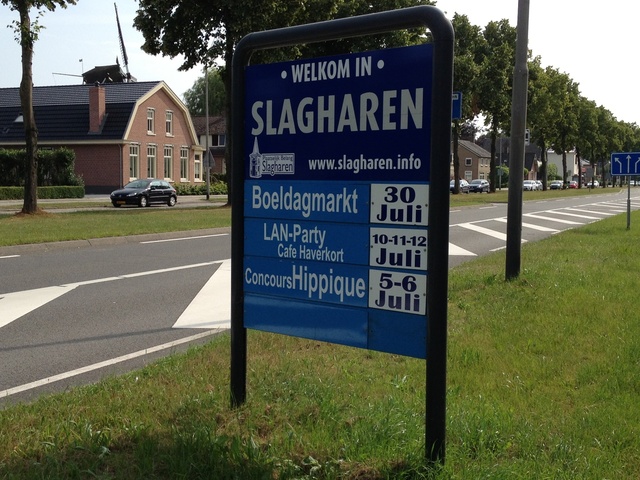 • WELKOM IN •
SLAGHAREN
Slagharen
www.slagharen.info
Boeldagmarkt 30 Juli
LAN-Party
Cafe Haverkort
10-11-12 Juli
Concours Hippique 5-6 Juli